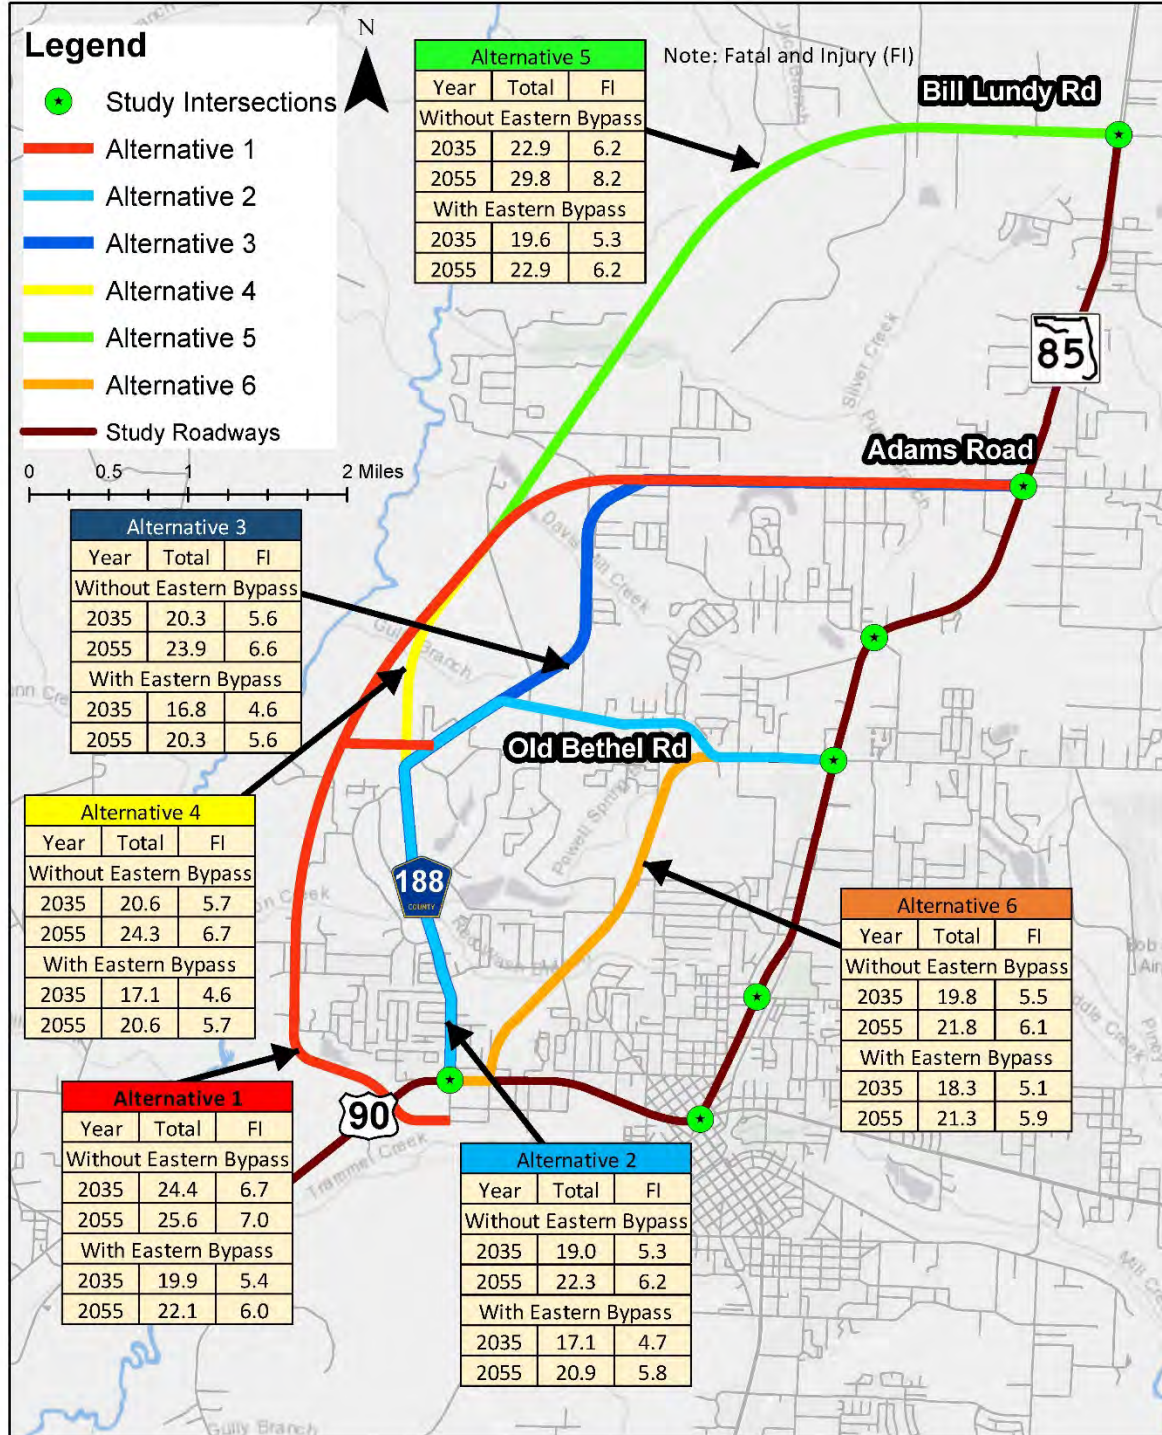 Legend
N
Study Intersections
Alternative 1
Alternative 2
Alternative 3
Alternative 4
Alternative 5
Alternative 6
Study Roadways
0 0.5 1 2 Miles
Alternative 5
Year Total FI
Without Eastern Bypass
2035 22.9 6.2
2055 29.8 8.2
With Eastern Bypass
2035 19.6 5.3
2055 22.9 6.2
Note: Fatal and Injury (FI)
Bill Lundy Rd
85
Silver Creek
Adams Road
Alternative 3
Year Total FI
Without Eastern Bypass
2035 20.3 5.6
2055 23.9 6.6
With Eastern Bypass
2035 16.8 4.6
2055 20.3 5.6
Old Bethel Rd
Alternative 4
Year Total FI
Without Eastern Bypass
2035 20.6 5.7
2055 24.3 6.7
With Eastern Bypass
2035 17.1 4.6
2055 20.6 5.7
188
COUNTY
Alternative 6
Year Total FI
Without Eastern Bypass
2035 19.8 5.5
2055 21.8 6.1
With Eastern Bypass
2035 18.3 5.1
2055 21.3 5.9
Alternative 1
Year Total FI
Without Eastern Bypass
2035 24.4 6.7
2055 25.6 7.0
With Eastern Bypass
2035 19.9 5.4
2055 22.1 6.0
90
Trammel Creek
Alternative 2
Year Total FI
Without Eastern Bypass
2035 19.0 5.3
2055 22.3 6.2
With Eastern Bypass
2035 17.1 4.7
2055 20.9 5.8
Gully Branch